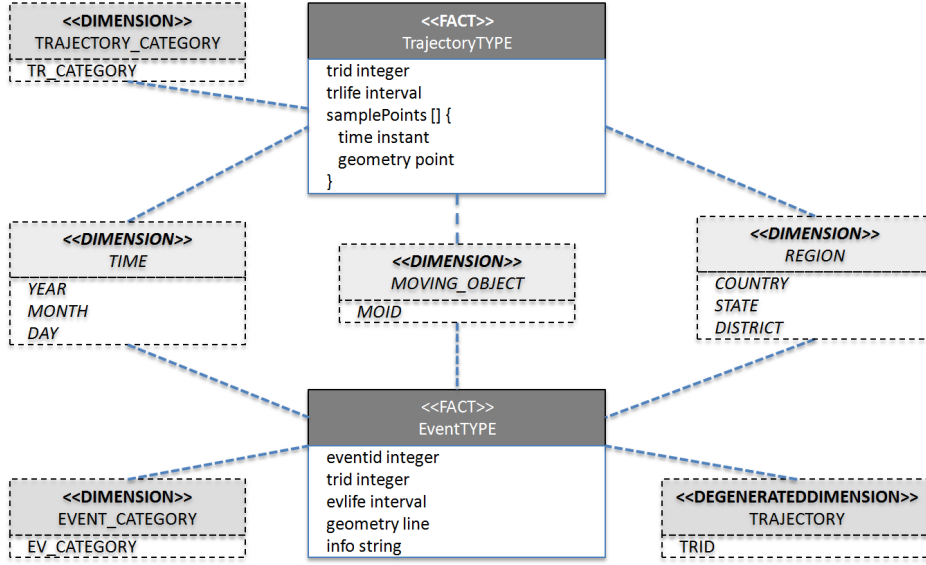 <<DIMENSION>>
TRAJECTORY_CATEGORY
TR_CATEGORY
<<FACT>>
TrajectoryTYPE
trid integer
trlife interval
samplePoints [] {
time instant
geometry point
}
<<DIMENSION>>
TIME
YEAR
MONTH
DAY
<<DIMENSION>>
MOVING_OBJECT
MOID
<<DIMENSION>>
REGION
COUNTRY
STATE
DISTRICT
<<FACT>>
EventTYPE
eventid integer
trid integer
evlife interval
geometry line
info string
<<DIMENSION>>
EVENT_CATEGORY
EV_CATEGORY
<<DEGENERATEDDIMENSION>>
TRAJECTORY
TRID